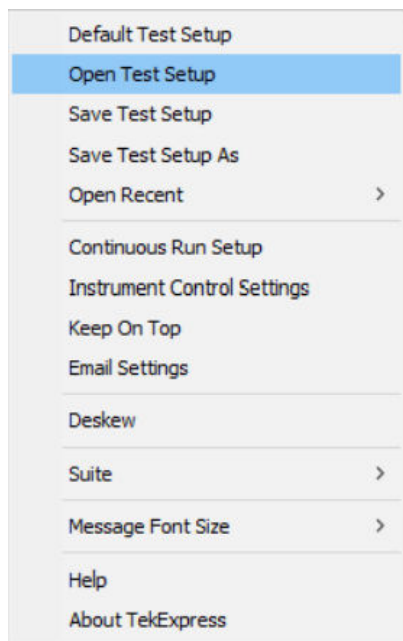 Default Test Setup
Open Test Setup
Save Test Setup
Save Test Setup As
Open Recent
Continuous Run Setup
Instrument Control Settings
Keep On Top
Email Settings
Deskew
Suite
Message Font Size
Help
About TekExpress